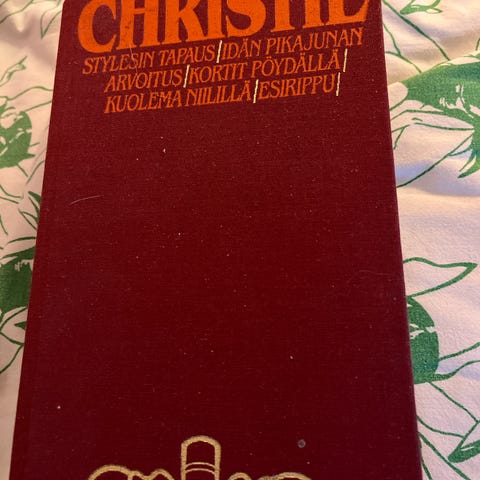 CHRISTIE
STYLESIN TAPAUS/IDÄN PIKAJUNAN
ARVOITUS/KORTIT PÖYDÄLLÄ/
KUOLEMA NIILILLÄ/ESIRIPPU/